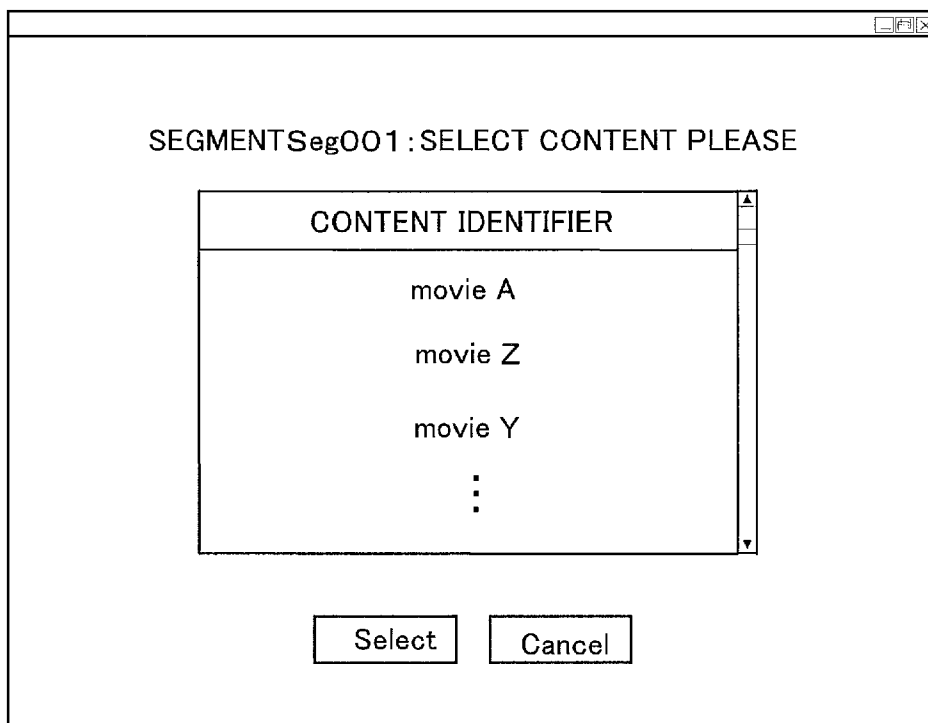 SEGMENTSeg001:SELECT CONTENT PLEASE
CONTENT IDENTIFIER
movie A
movie Z
movie Y
Select
Cancel